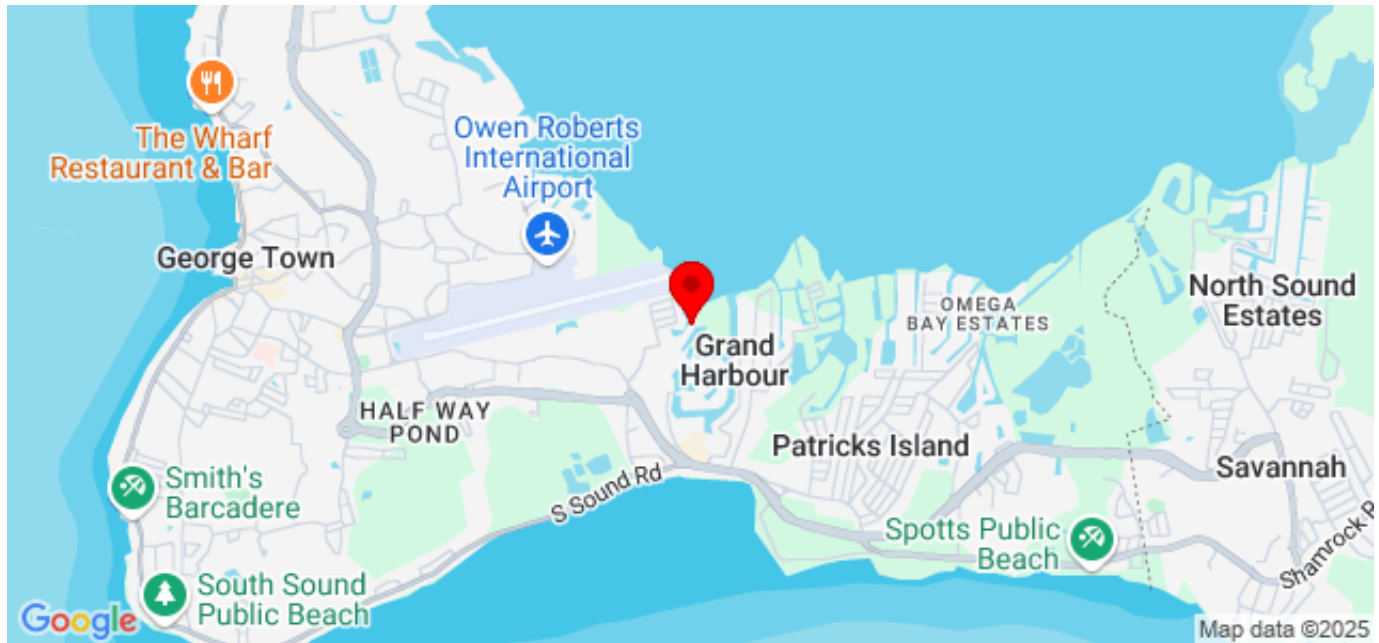 The Wharf
Restaurant & Bar
Owen Roberts
International
Airport
George Town
Grand
Harbour
OMEGA
BAY ESTATES
North Sound
Estates
HALF WAY
POND
Patricks Island
Savannah
Smith's
Barcadere
S Sound Rd
Spotts Public
Beach
South Sound
Public Beach
Shamrock R
Google
Map data ©2025